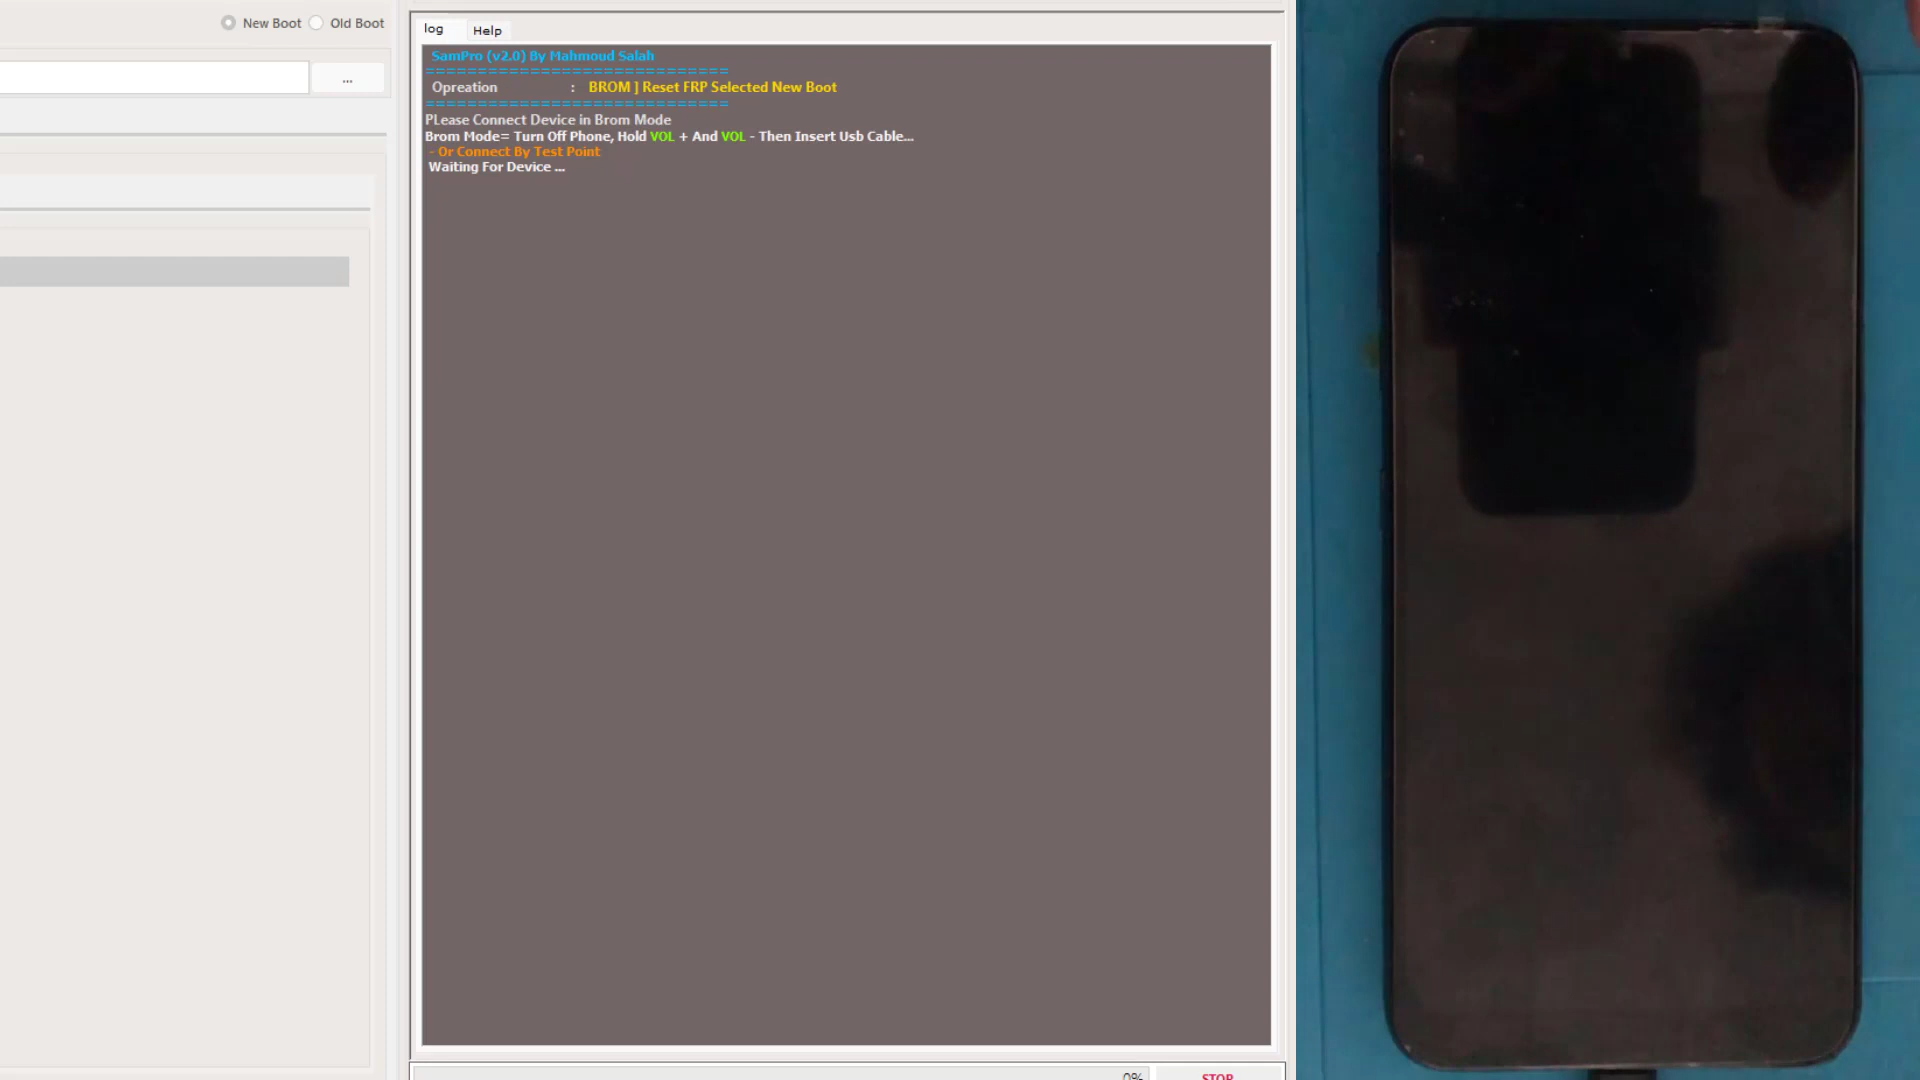 New Boot Old Boot
...
log Help
SamPro (v2.0) By Mahmoud Salah
=============================
Opreation : BROM ] Reset FRP Selected New Boot
=============================
PLease Connect Device in Brom Mode
Brom Mode= Turn Off Phone, Hold VOL + And VOL - Then Insert Usb Cable...
- Or Connect By Test Point
Waiting For Device ...
0% STOP